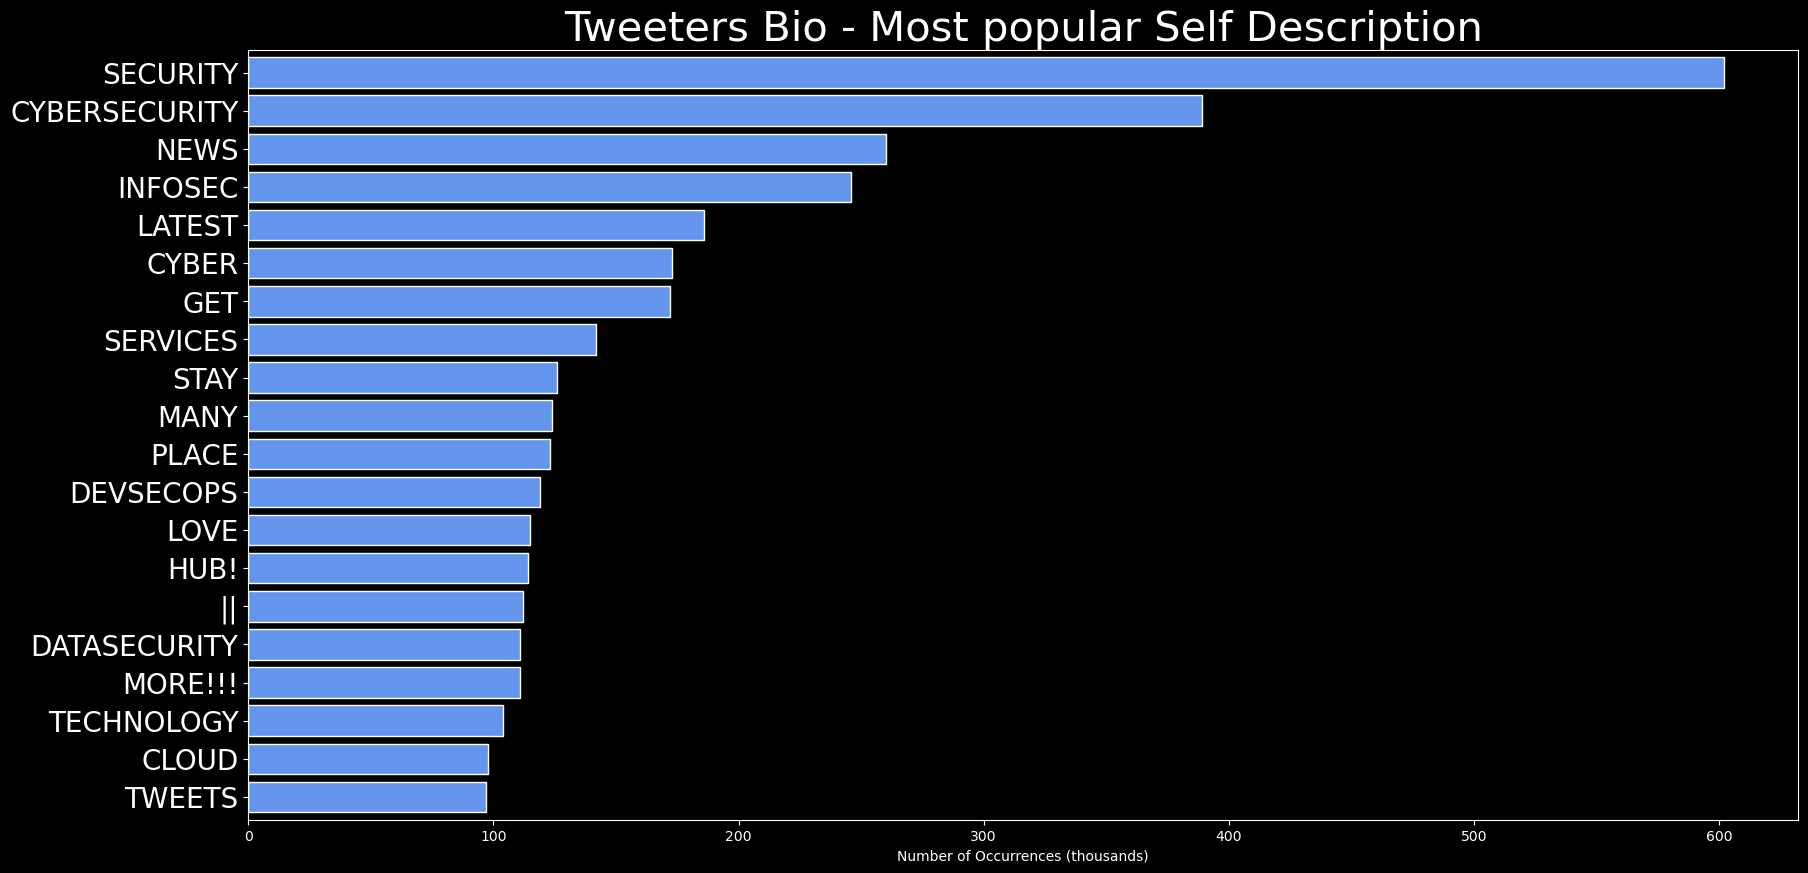 Tweeters Bio - Most popular Self Description
SECURITY
CYBERSECURITY
NEWS
INFOSEC
LATEST
CYBER
GET
SERVICES
STAY
MANY
PLACE
DEVSECOPS
LOVE
HUB!
||
DATASECURITY
MORE!!!
TECHNOLOGY
CLOUD
TWEETS
0 100 200 300 400 500 600
Number of Occurrences (thousands)